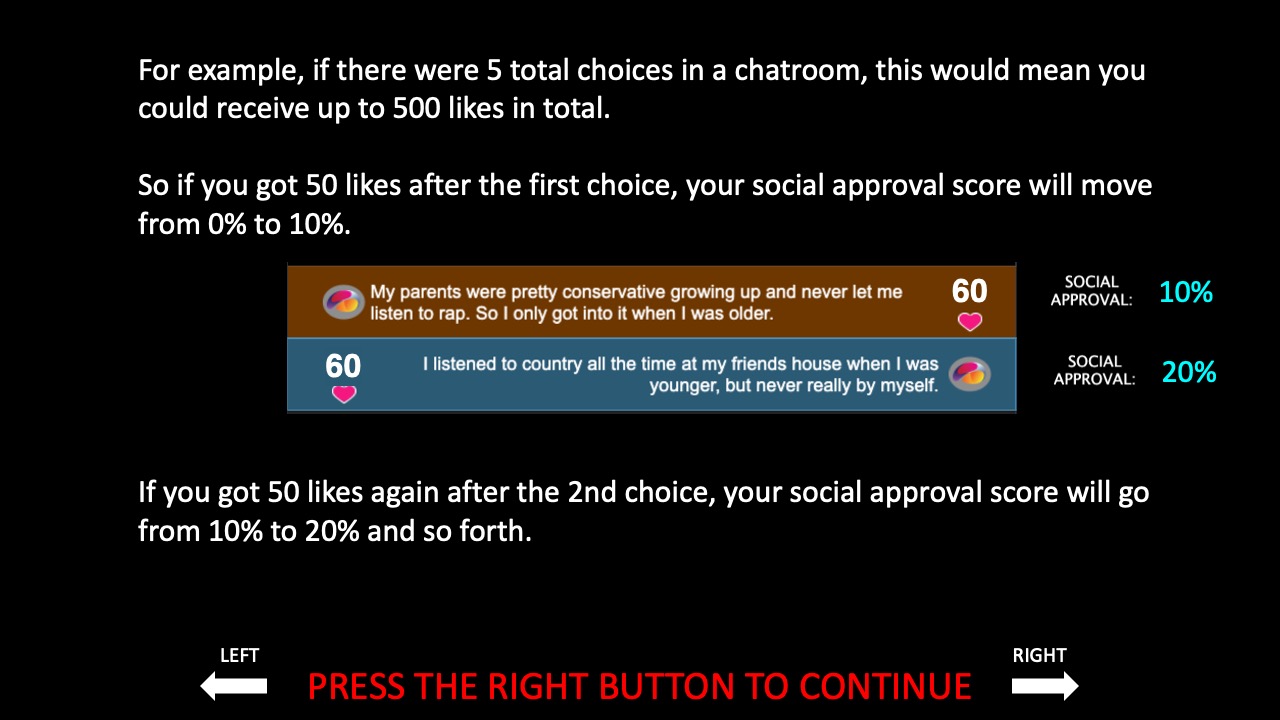 For example, if there were 5 total choices in a chatroom, this would mean you
could receive up to 500 likes in total.
So if you got 50 likes after the first choice, your social approval score will move
from 0% to 10%.
My parents were pretty conservative growing up and never let me
listen to rap. So I only got into it when I was older.
60
SOCIAL
APPROVAL:
10%
60
I listened to country all the time at my friends house when I was
younger, but never really by myself.
SOCIAL
APPROVAL:
20%
If you got 50 likes again after the 2nd choice, your social approval score will go
from 10% to 20% and so forth.
LEFT
PRESS THE RIGHT BUTTON TO CONTINUE
RIGHT